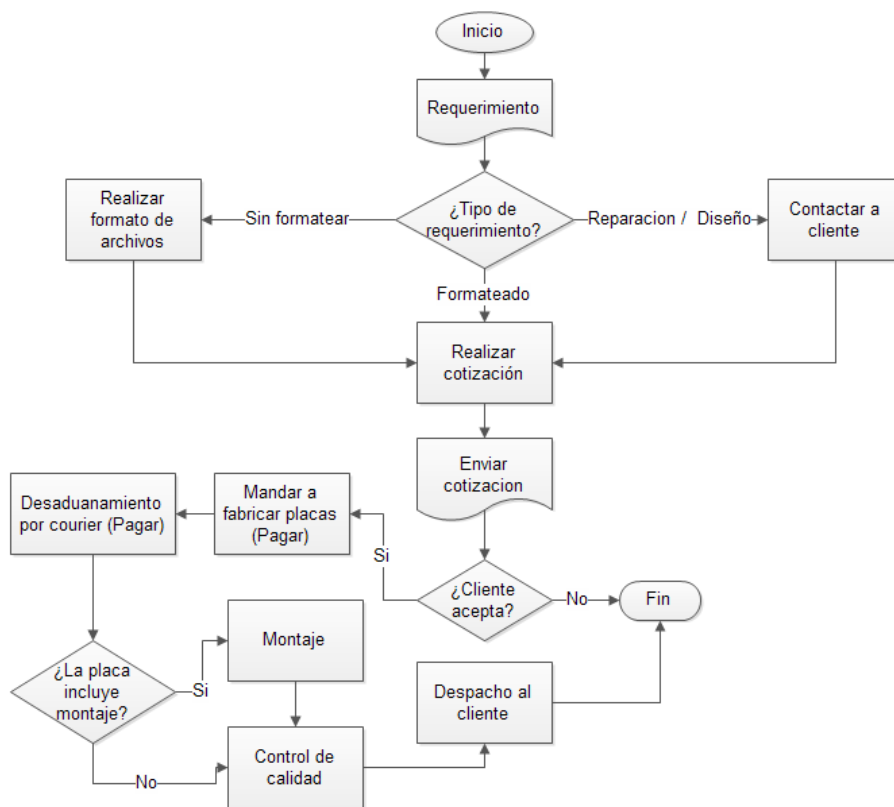 Inicio
Requerimiento
Realizar
formato de
archivos
Sin formatear
¿Tipo de
requerimiento?
Reparacion / Diseño
Contactar a
cliente
Formateado
Realizar
cotización
Enviar
cotizacion
Desaduanamiento
por courier (Pagar)
Mandar a
fabricar placas
(Pagar)
Si
¿Cliente
acepta?
No
Fin
¿La placa
incluye
montaje?
Si
Montaje
Despacho al
cliente
No
Control de
calidad